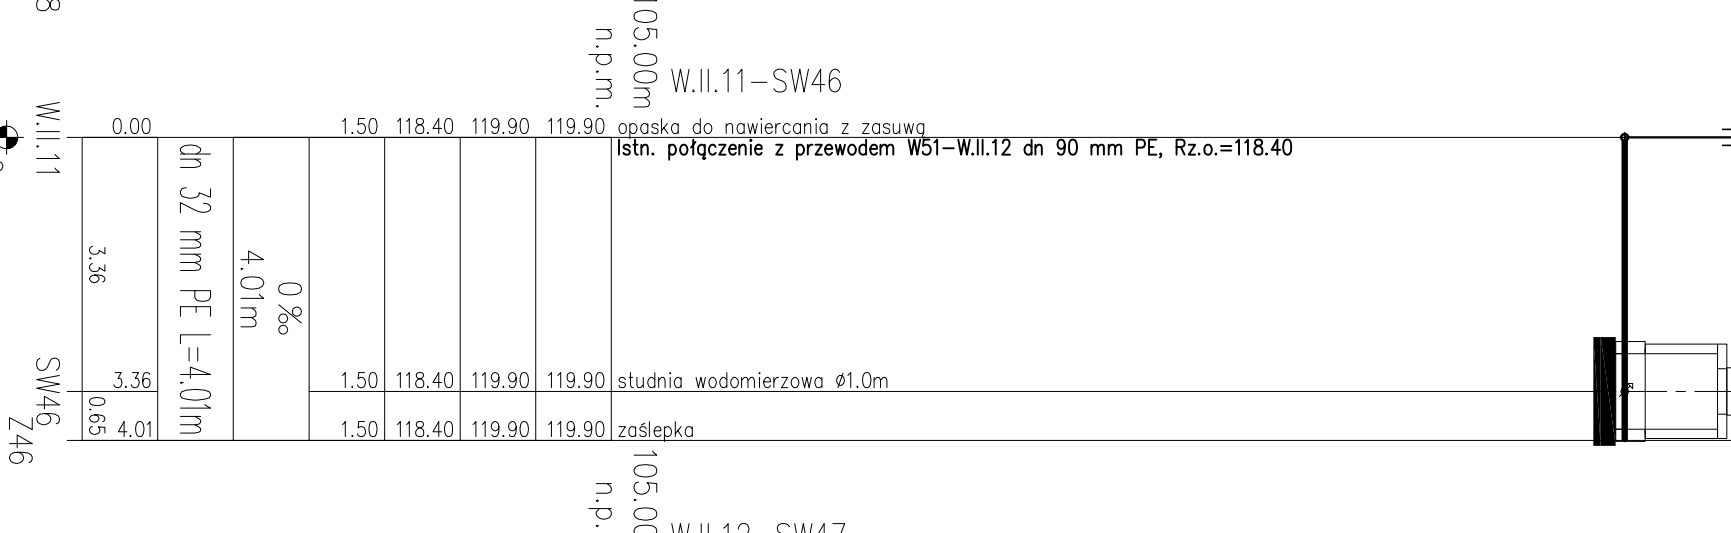 105.00m
n.p.m.
W.II.11-SW46
W.II.11
0.00
1.50
118.40
119.90
119.90
opaska do nawiercania z zasuwą
Istn. połączenie z przewodem W51-W.II.12 dn 90 mm PE, Rz.o.=118.40
3.36
dn 32 mm PE L=4.01m
4.01m
0‰
SW46
3.36
1.50
118.40
119.90
119.90
studnia wodomierzowa Ø1.0m
0.65
Z46
4.01
1.50
118.40
119.90
119.90
zaślepka
105.00
n.p.
W.II.12-SW47